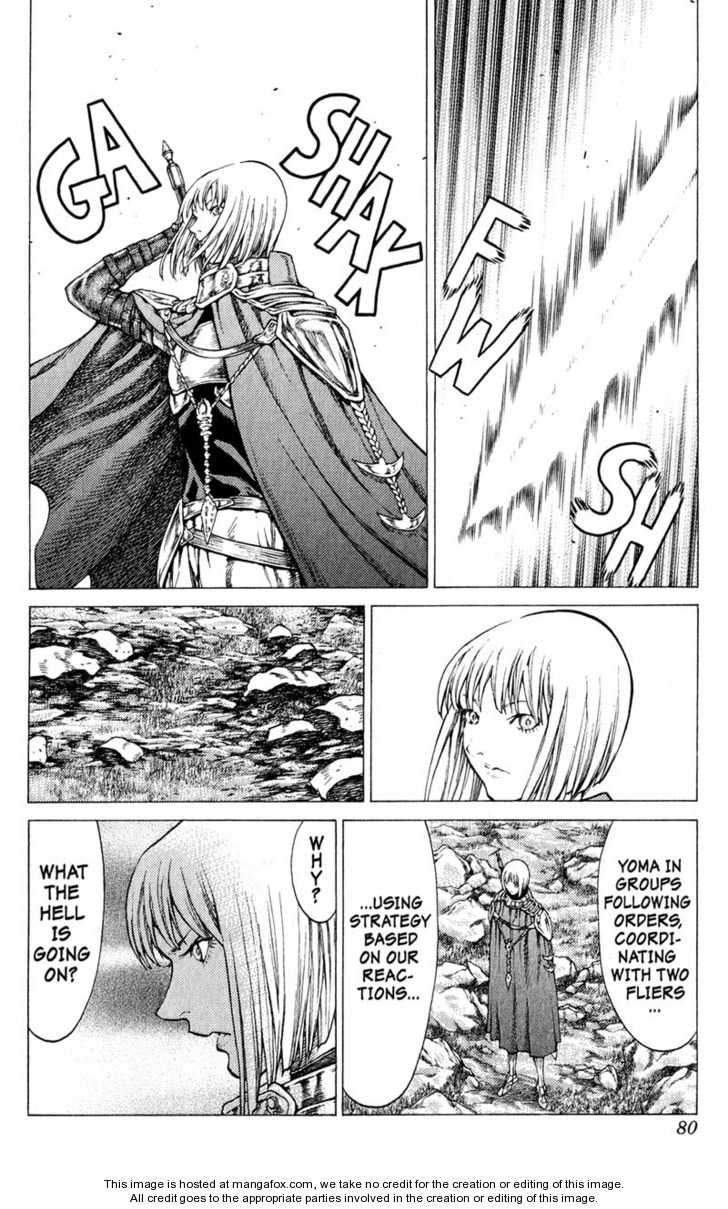 F
W
SH
GA
SHAK
YOMA IN
GROUPS
FOLLOWING
ORDERS,
COORDI-
NATING
WITH TWO
FLIERS
...
...USING
STRATEGY
BASED
ON OUR
REAC-
TIONS...
WHY?
WHAT
THE
HELL
IS
GOING
ON?
80
This image is hosted at mangafox.com, we take no credit for the creation or editing of this image.
All credit goes to the appropriate parties involved in the creation or editing of this image.